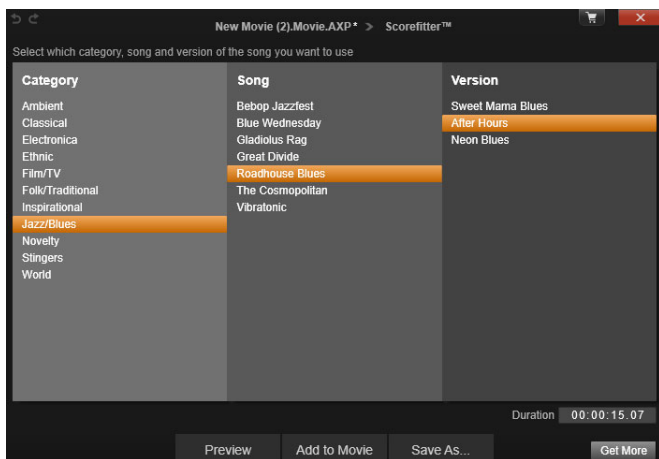 New Movie (2).Movie.AXP* > Scorefitter™
Select which category, song and version of the song you want to use
Category
Ambient
Classical
Electronica
Ethnic
Film/TV
Folk/Traditional
Inspirational
Jazz/Blues
Novelty
Stingers
World
Song
Bebop Jazzfest
Blue Wednesday
Gladiolus Rag
Great Divide
Roadhouse Blues
The Cosmopolitan
Vibratonic
Version
Sweet Mama Blues
After Hours
Neon Blues
Duration 00:00:15.07
Preview Add to Movie Save As... Get More